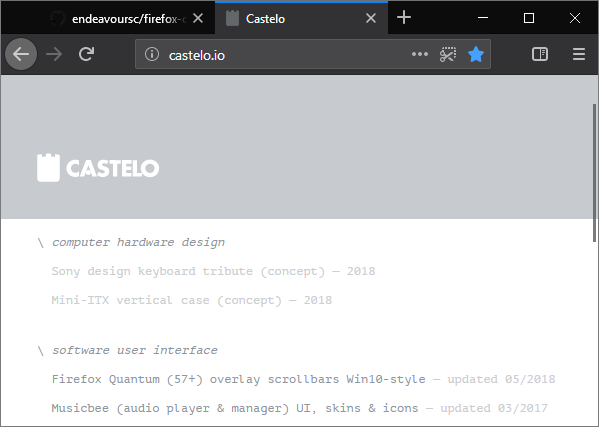 endeavoursc/firefox-c
Castelo
castelo.io
CASTELO
\ computer hardware design
Sony design keyboard tribute (concept) — 2018
Mini-ITX vertical case (concept) — 2018
\ software user interface
Firefox Quantum (57+) overlay scrollbars Win10-style — updated 05/2018
Musicbee (audio player & manager) UI, skins & icons — updated 03/2017